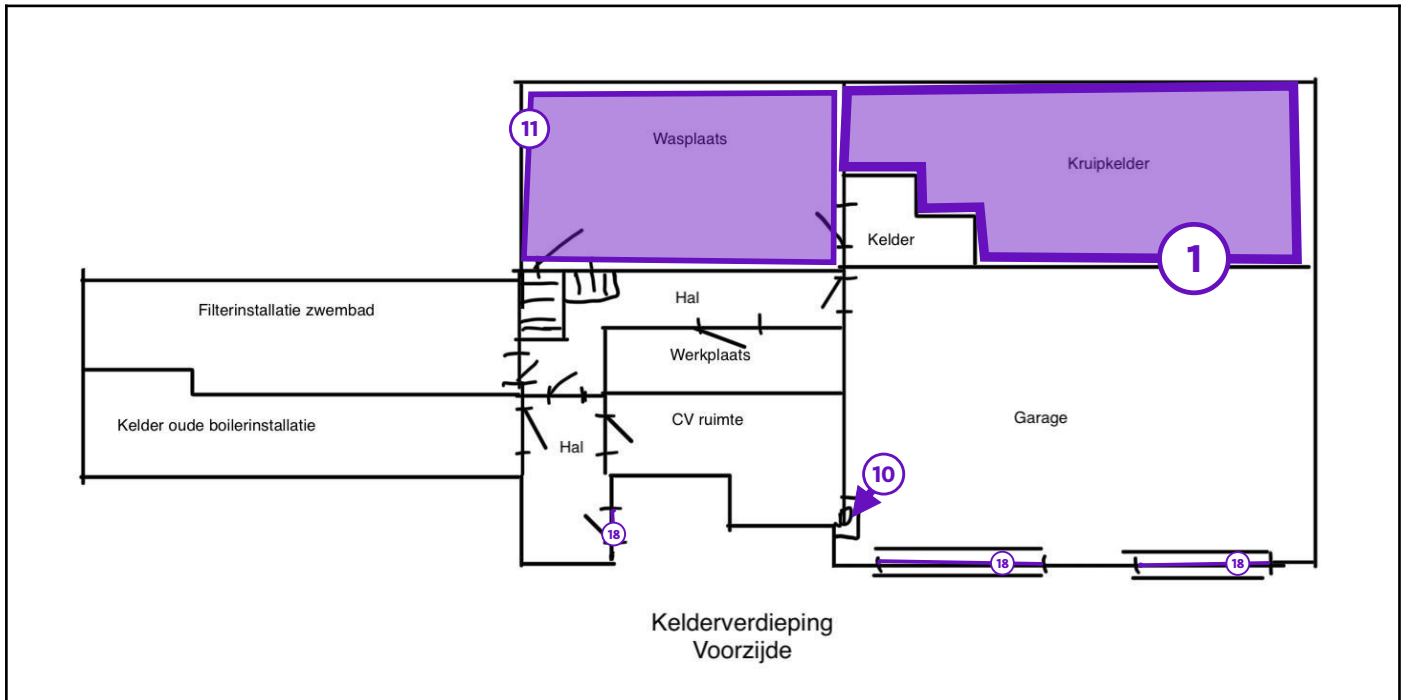 11
Wasplaats
Kruipkelder
Kelder
1
Hal
Filterinstallatie zwembad
Werkplaats
Kelder oude boilerinstallatie
CV ruimte
Garage
Hal
10
18
18
18
Kelderverdieping
Voorzijde